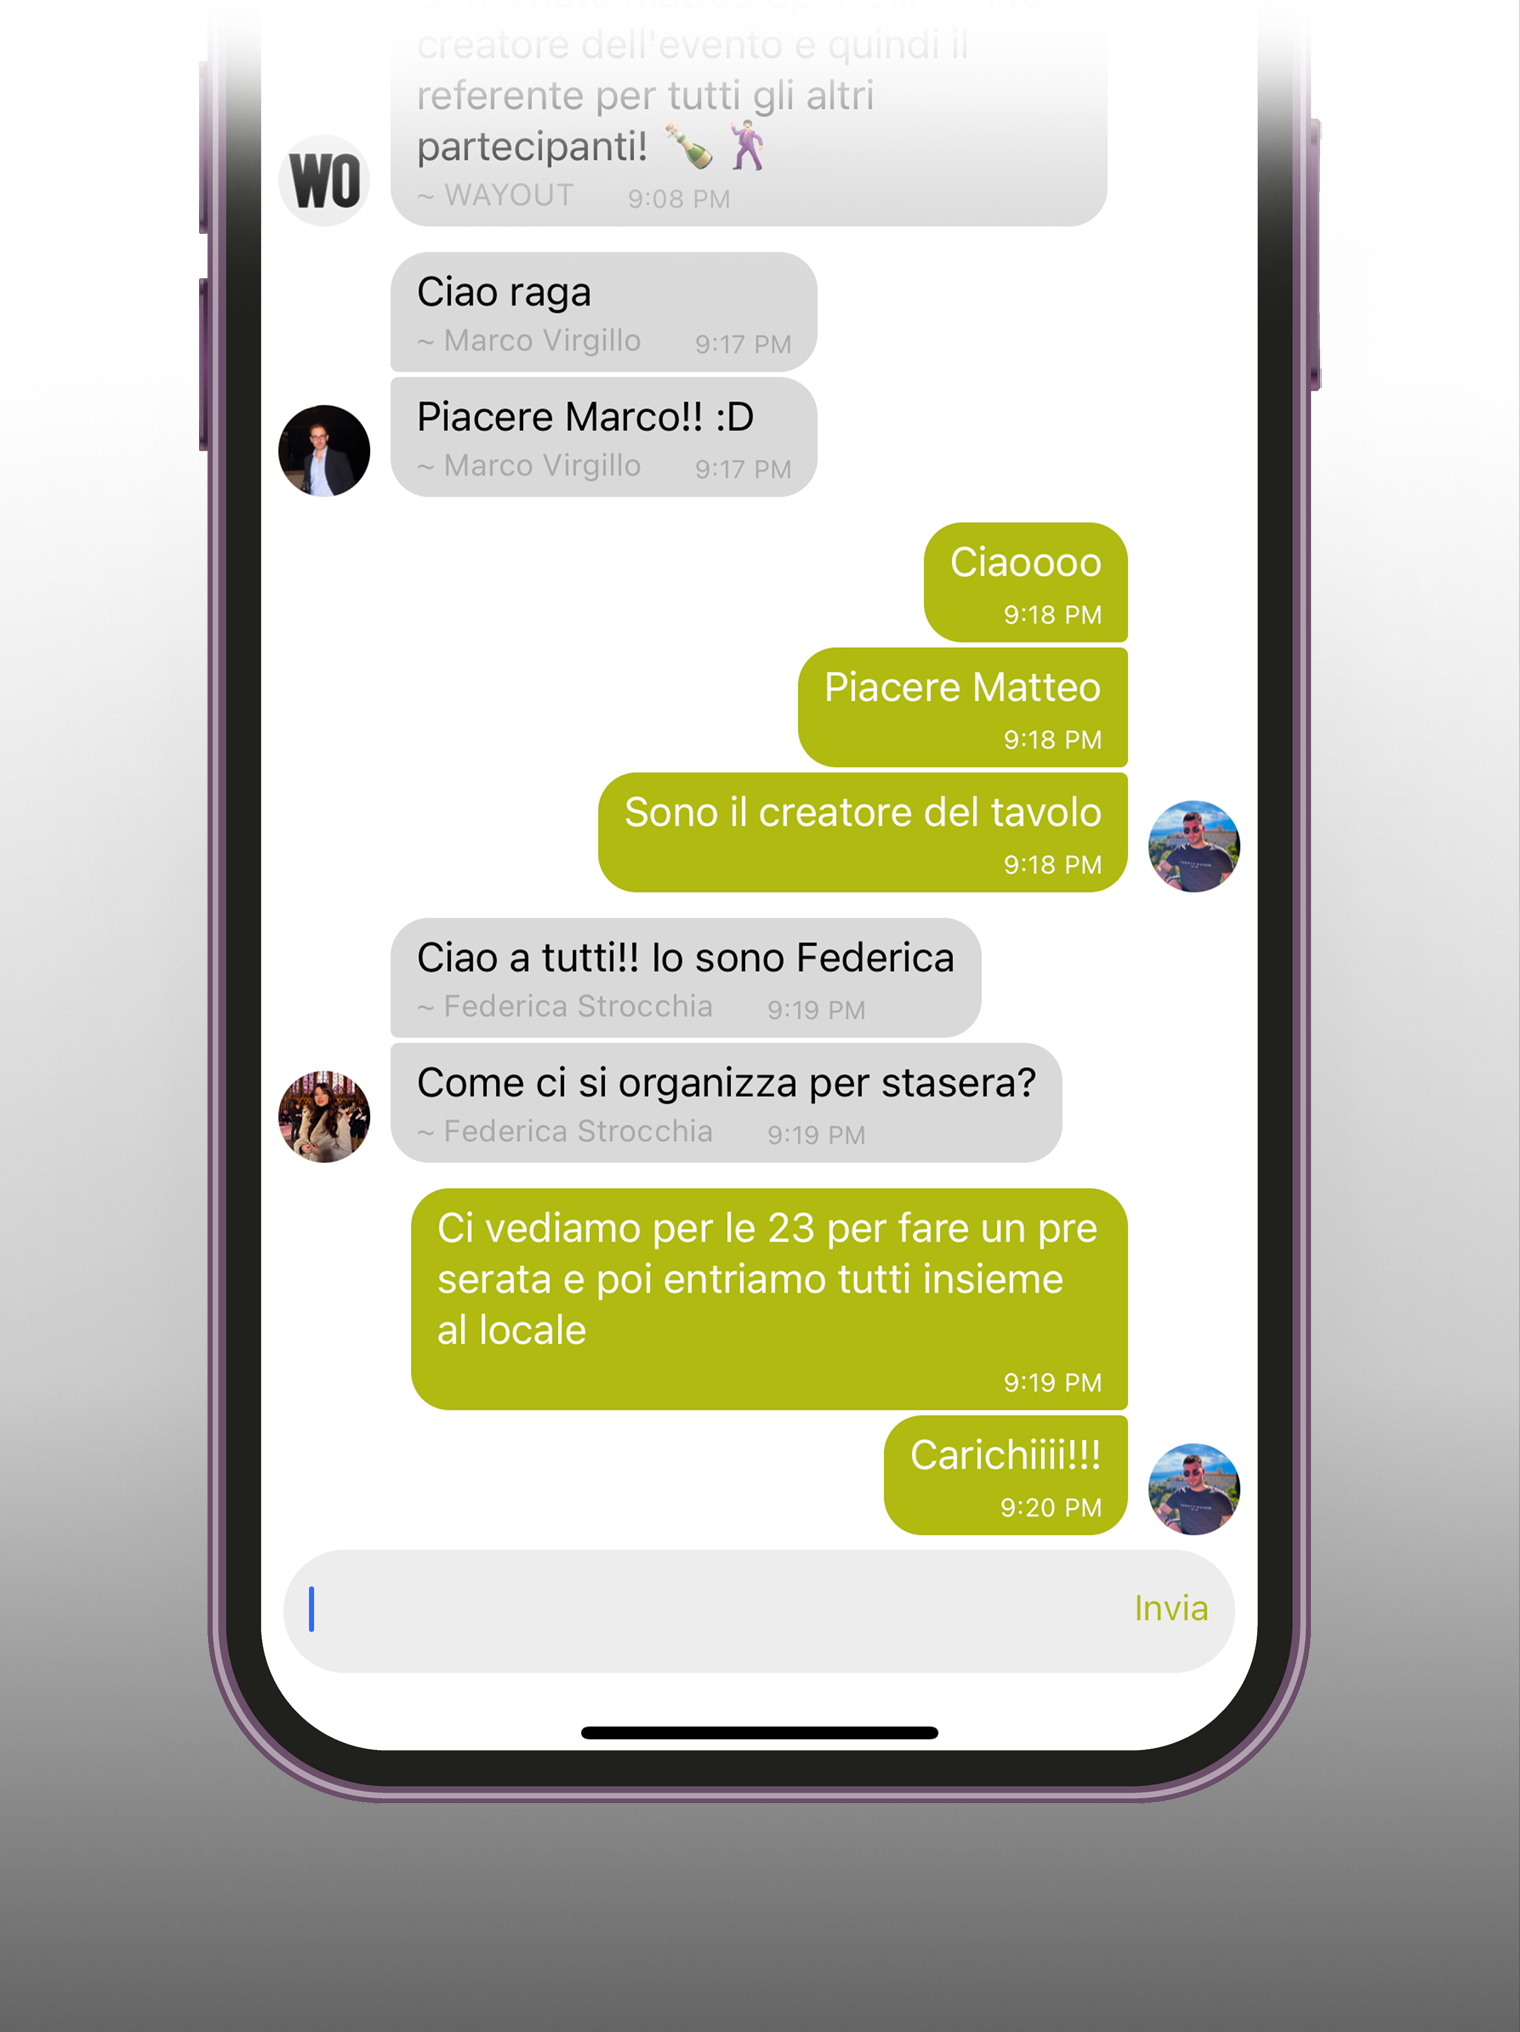 creatore dell'evento e quindi il
referente per tutti gli altri
partecipanti! 🍾🕺
WO
~ WAYOUT 9:08 PM
Ciao raga
~ Marco Virgillo 9:17 PM
Piacere Marco!! :D
~ Marco Virgillo 9:17 PM
Ciaoooo
9:18 PM
Piacere Matteo
9:18 PM
Sono il creatore del tavolo
9:18 PM
Ciao a tutti!! Io sono Federica
~ Federica Strocchia 9:19 PM
Come ci si organizza per stasera?
~ Federica Strocchia 9:19 PM
Ci vediamo per le 23 per fare un pre
serata e poi entriamo tutti insieme
al locale
9:19 PM
Carichiiii!!!
9:20 PM
Invia